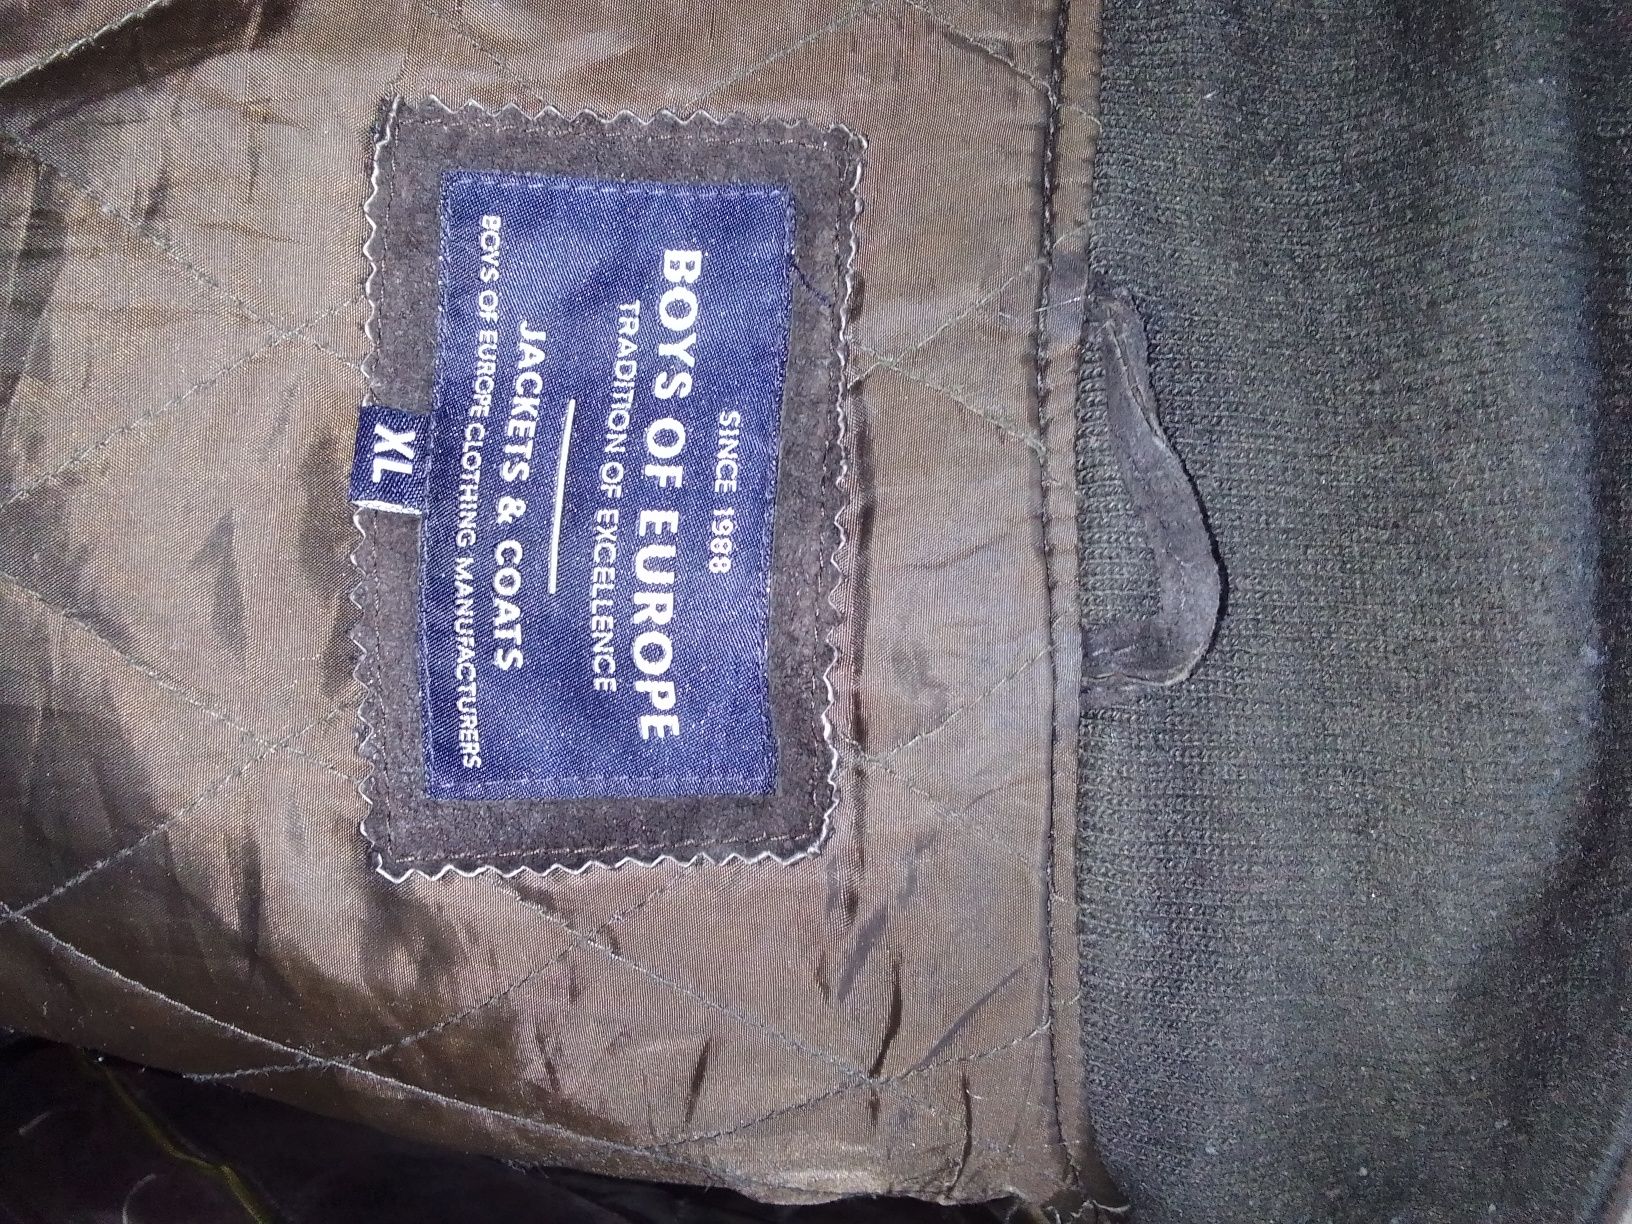 SINCE 1988
BOYS OF EUROPE
TRADITION OF EXCELLENCE
JACKETS & COATS
BOYS OF EUROPE CLOTHING MANUFACTURERS
XL